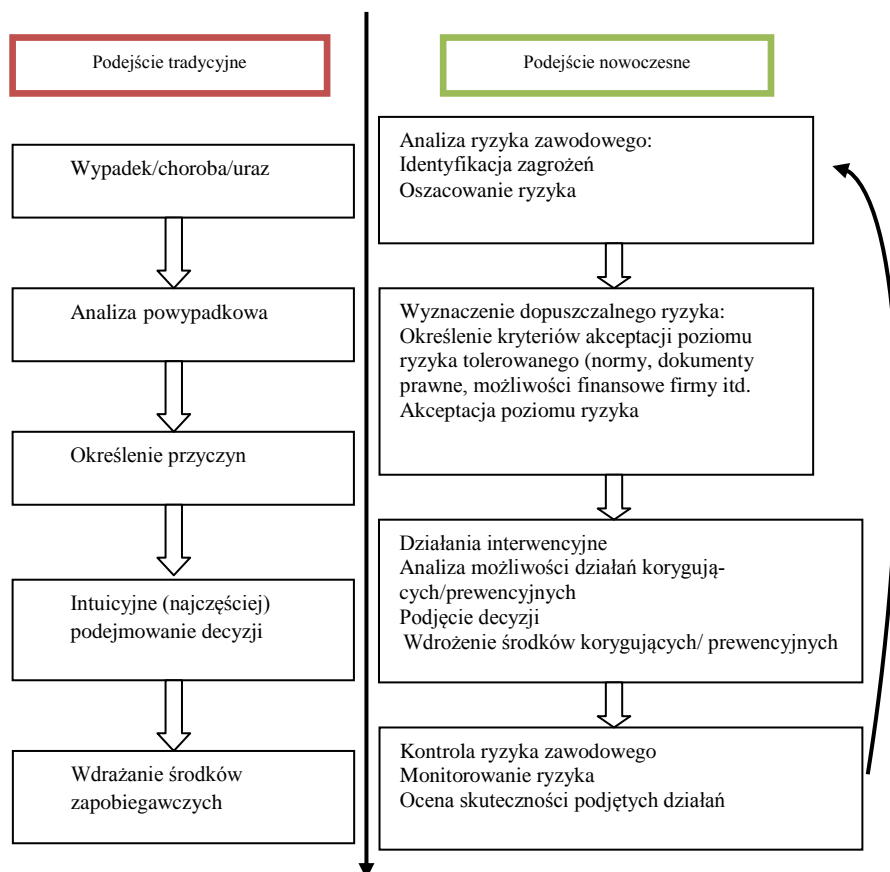 Podejście tradycyjne
Wypadek/choroba/uraz
Analiza powypadkowa
Określenie przyczyn
Intuicyjne (najczęściej)
podejmowanie decyzji
Wdrażanie środków
zapobiegawczych
Podejście nowoczesne
Analiza ryzyka zawodowego:
Identyfikacja zagrożeń
Oszacowanie ryzyka
Wyznaczenie dopuszczalnego ryzyka:
Określenie kryteriów akceptacji poziomu
ryzyka tolerowanego (normy, dokumenty
prawne, możliwości finansowe firmy itd.
Akceptacja poziomu ryzyka
Działania interwencyjne
Analiza możliwości działań korygują-
cych/prewencyjnych
Podjęcie decyzji
Wdrożenie środków korygujących/ prewencyjnych
Kontrola ryzyka zawodowego
Monitorowanie ryzyka
Ocena skuteczności podjętych działań